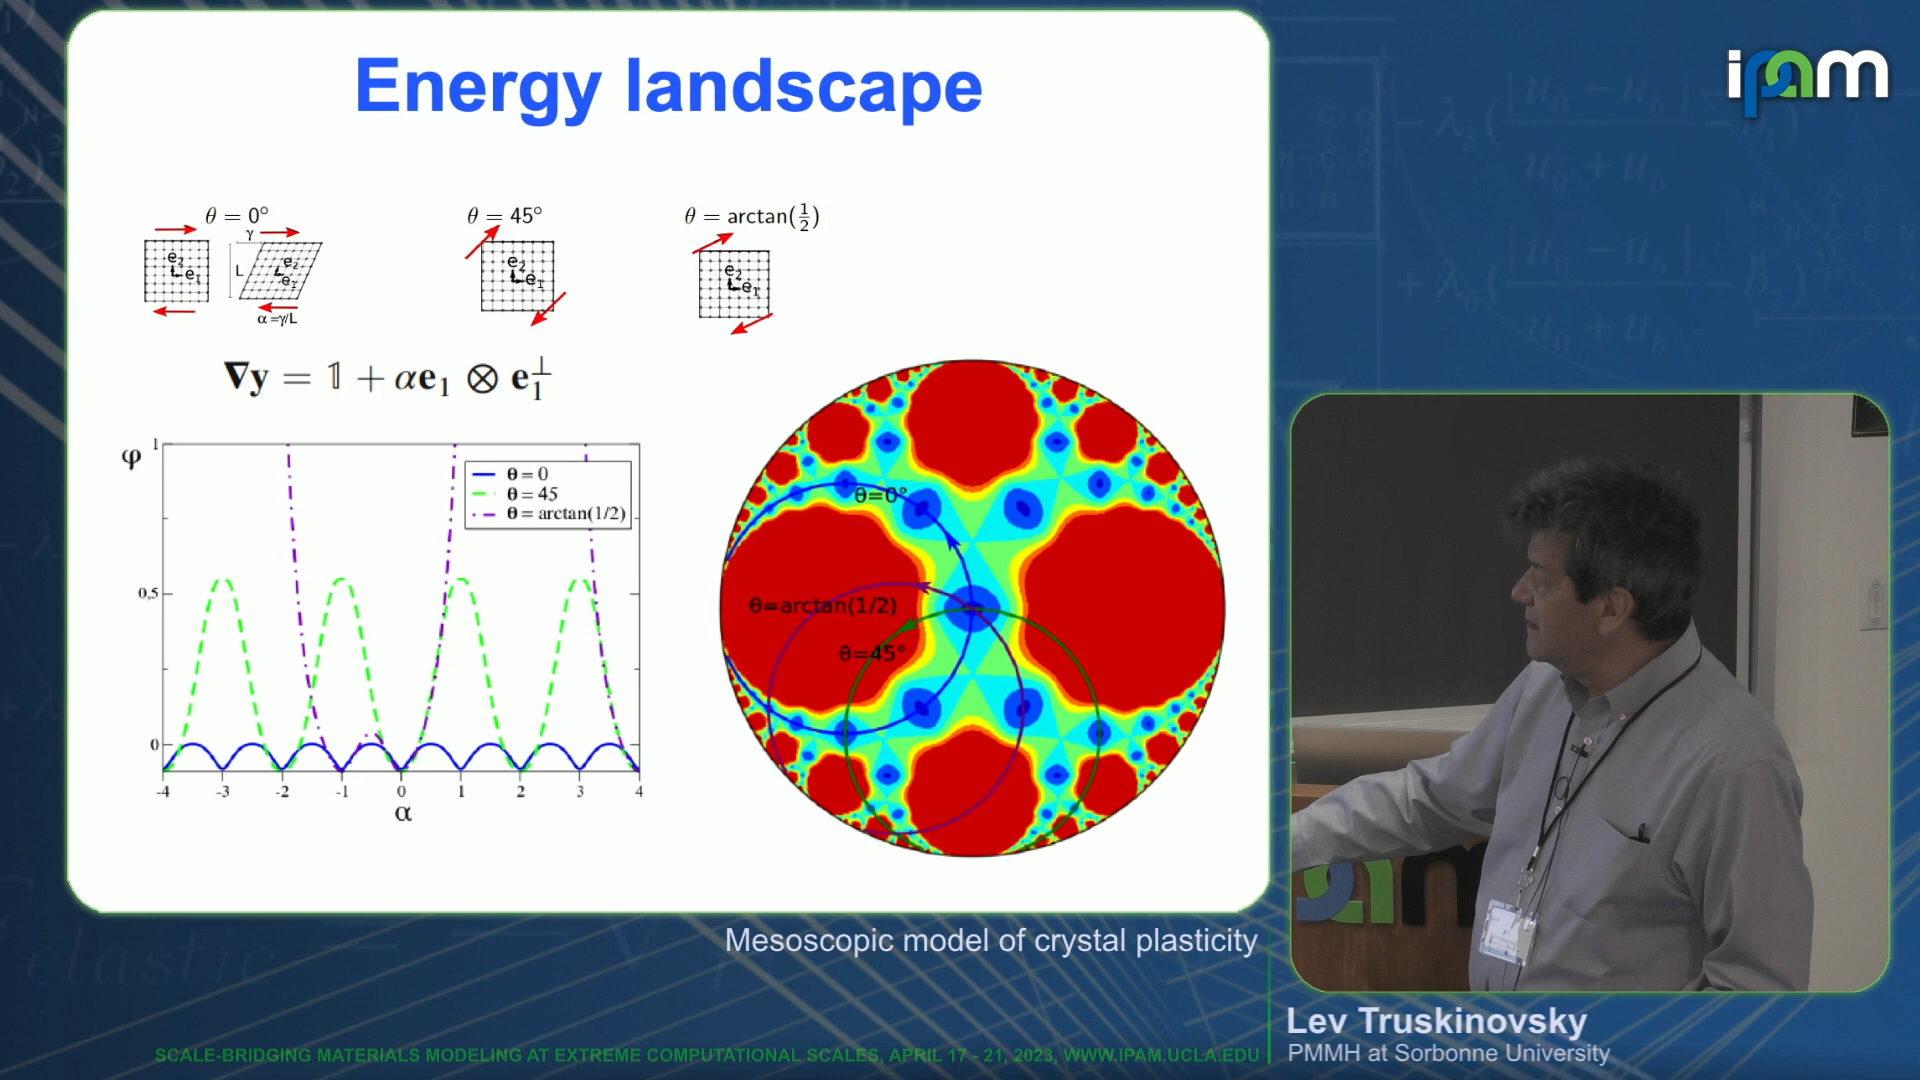 Energy landscape
ipam
θ = 0°
θ = 45°
θ = arctan(1/2)
γ
e₂
e₁
L
e₂
e₁
α =γ/L
e₂
e₁
e₂
e₁
∇y = 𝟙 + αe₁ ⊗ e₁⊥
φ
1
0,5
0
θ = 0
θ = 45
θ = arctan(1/2)
-4 -3 -2 -1 0 1 2 3 4
α
θ=0°
θ=arctan(1/2)
θ=45°
Mesoscopic model of crystal plasticity
Lev Truskinovsky
PMMH at Sorbonne University
SCALE-BRIDGING MATERIALS MODELING AT EXTREME COMPUTATIONAL SCALES, APRIL 17 - 21, 2023, WWW.IPAM.UCLA.EDU